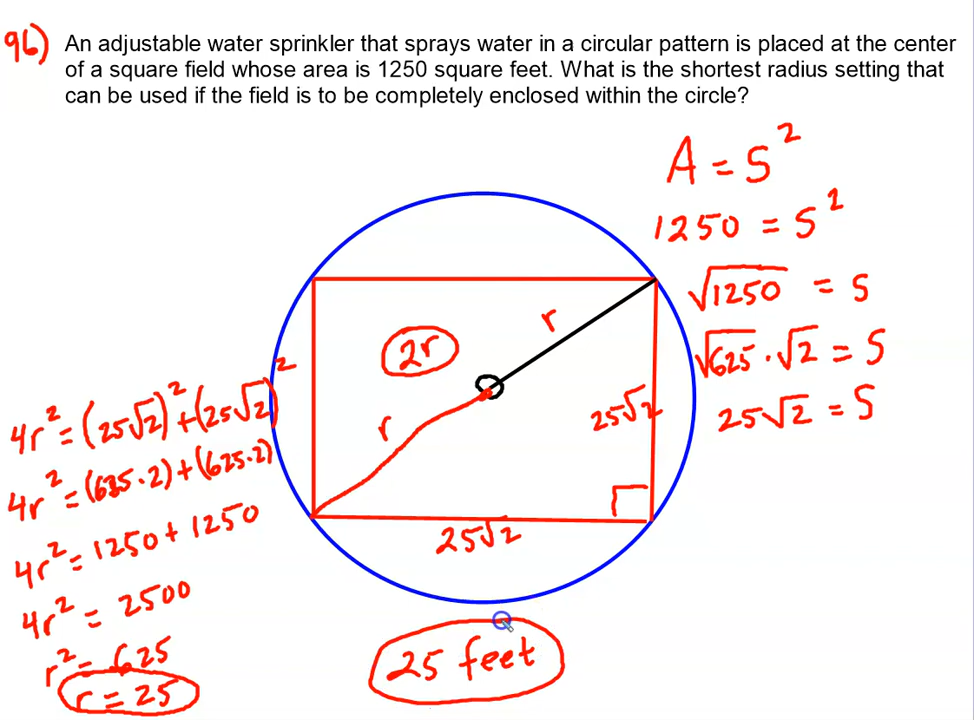 96) An adjustable water sprinkler that sprays water in a circular pattern is placed at the center
of a square field whose area is 1250 square feet. What is the shortest radius setting that
can be used if the field is to be completely enclosed within the circle?
A = S²
1250 = S²
√1250 = S
√625 · √2 = S
25√2 = S
r
2r
r
25√2
25√2
4r² = (25√2)² + (25√2)²
4r² = (635·2) + (625·2)
4r² = 1250 + 1250
4r² = 2500
r² = 625
r = 25
25 feet